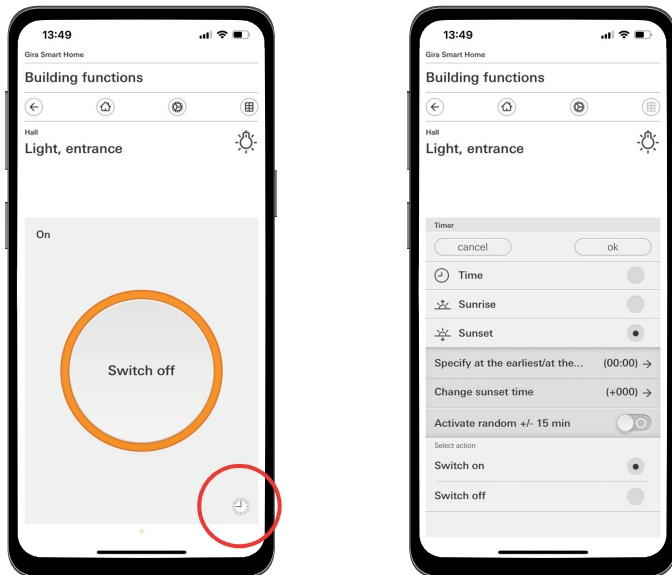 13:49
Gira Smart Home
Building functions
Hall
Light, entrance
On
Switch off
13:49
Gira Smart Home
Building functions
Hall
Light, entrance
Timer
cancel ok
Time
Sunrise
Sunset
Specify at the earliest/at the... (00:00)
Change sunset time (+000)
Activate random +/- 15 min
Select action
Switch on
Switch off